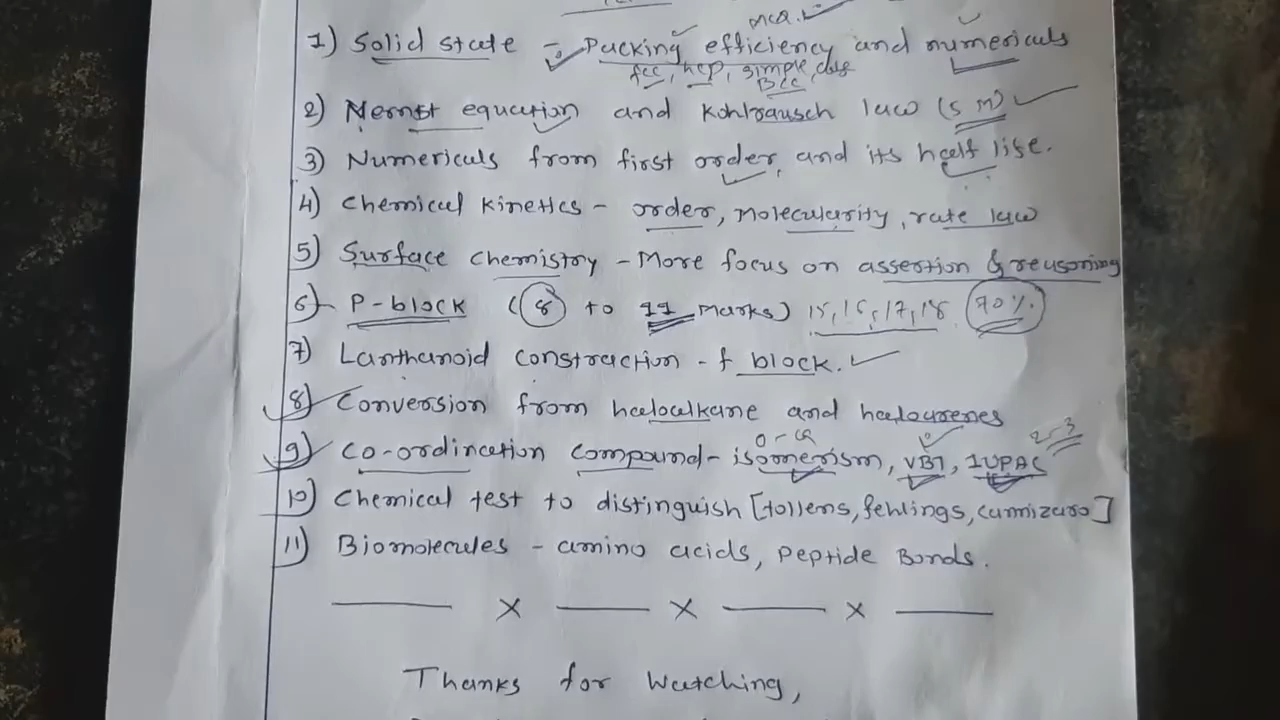 mcq.
1) Solid state - Packing efficiency and numericals
fcc, hcp, simple, 
BCC
2) Nernst equation and Kohlrausch law (5 M)
3) Numericals from first order, and its half life.
4) Chemical Kinetics - order, Molecularity, rate law
5) Surface chemistry - More focus on assertion & reasoning
6) P-block (8 to 11 Marks) 15, 16, 17, 18 70%
7) Lanthanoid constraction - f block.
8) Conversion from haloalkane and haloarenes
9) Co-ordination compound - isomerism, VBT, IUPAC 2-3
10) Chemical test to distinguish [tollens, fehlings, cannizaro]
11) Biomolecules - amino acids, Peptide Bonds.
Thanks for Watching,